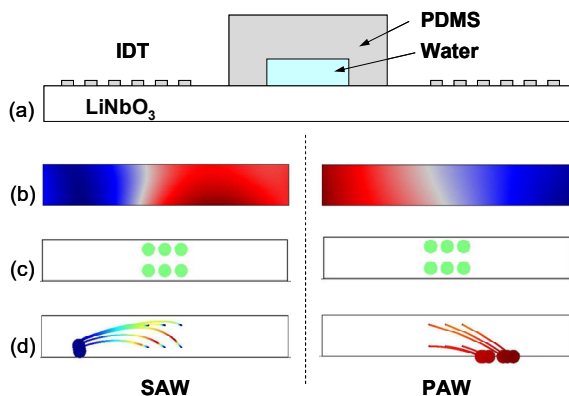 PDMS
IDT
Water
(a)
LiNbO3
(b)
(c)
(d)
SAW
PAW